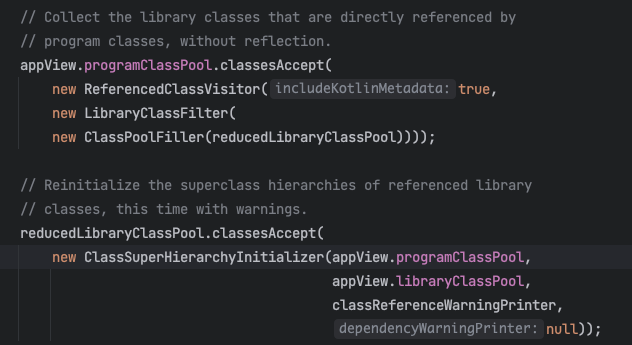 // Collect the library classes that are directly referenced by
// program classes, without reflection.
appView.programClassPool.classesAccept(
    new ReferencedClassVisitor( includeKotlinMetadata: true,
    new LibraryClassFilter(
    new ClassPoolFiller(reducedLibraryClassPool))));

// Reinitialize the superclass hierarchies of referenced library
// classes, this time with warnings.
reducedLibraryClassPool.classesAccept(
    new ClassSuperHierarchyInitializer(appView.programClassPool,
                                       appView.libraryClassPool,
                                       classReferenceWarningPrinter,
                                       dependencyWarningPrinter: null));